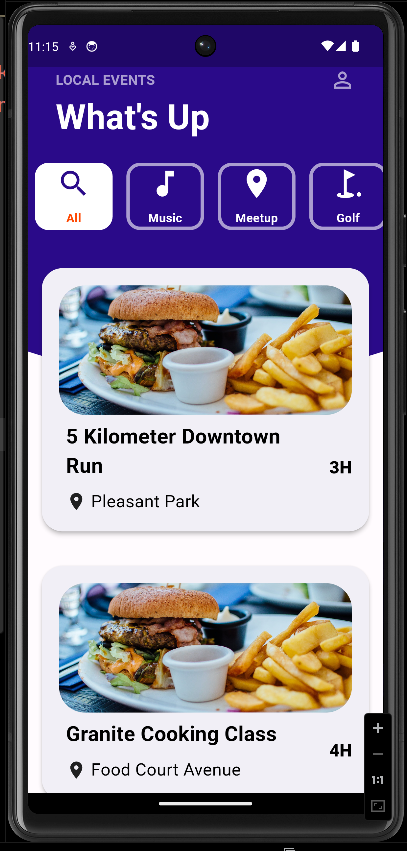 11:15
LOCAL EVENTS
What's Up
All
Music
Meetup
Golf
5 Kilometer Downtown
Run
3H
Pleasant Park
Granite Cooking Class
4H
Food Court Avenue
1:1